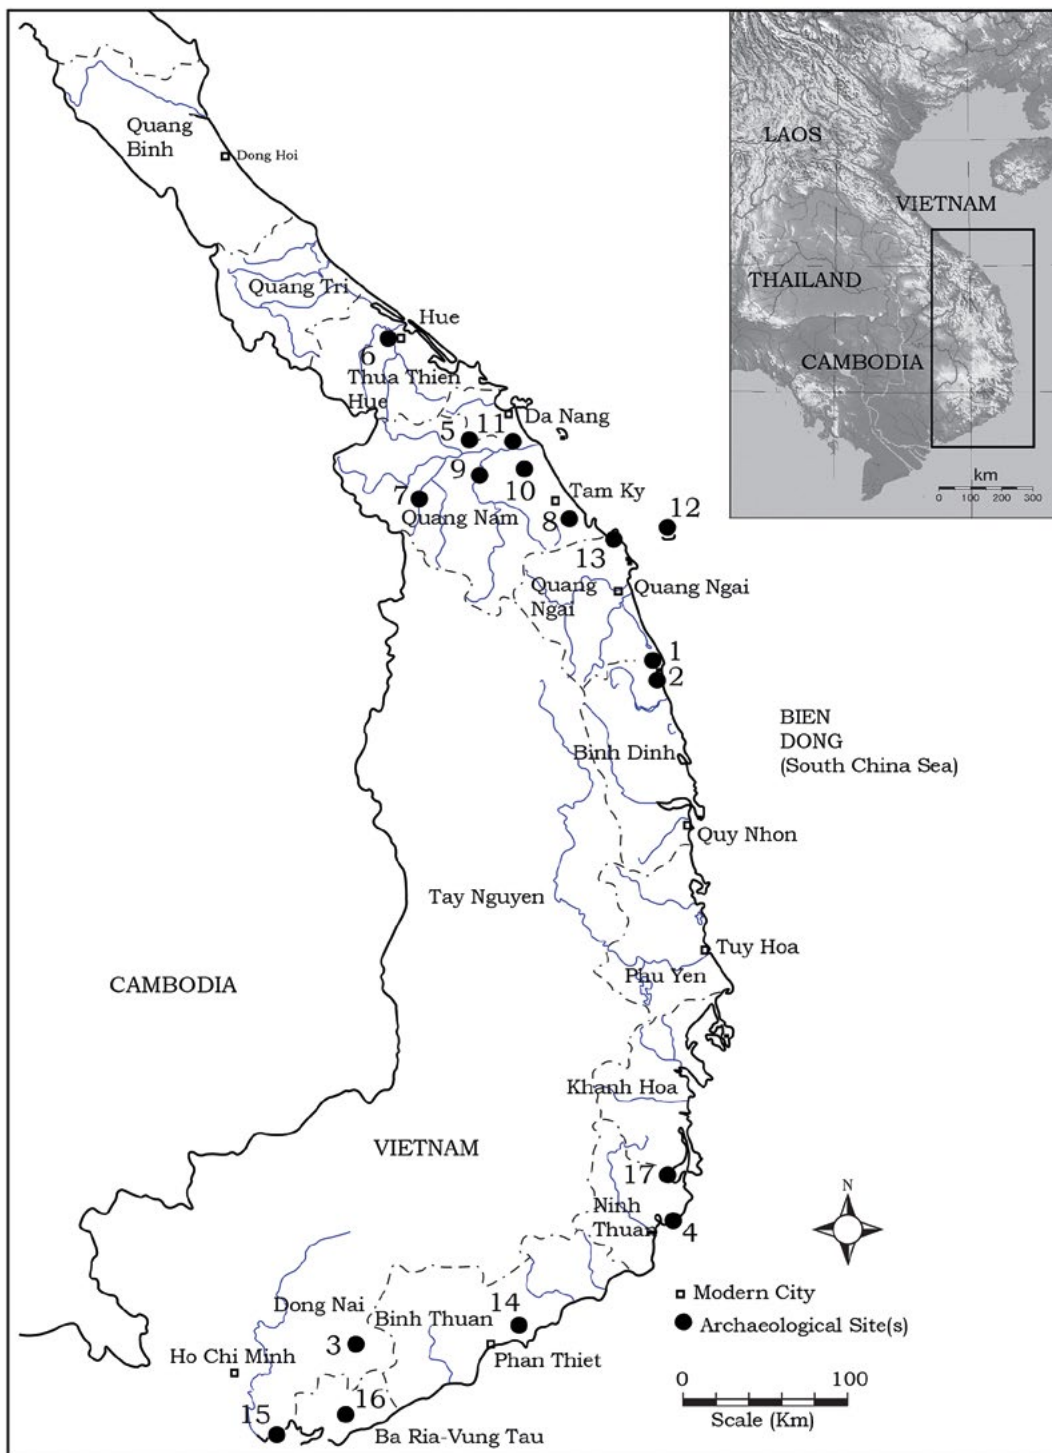 Quang
Binh
Dong Hoi
LAOS
VIETNAM
THAILAND
CAMBODIA
km
0 100 200 300
Quang Tri
Hue
6
Thua Thien
Hue
11
Da Nang
5
9
10
7
Tam Ky
Quang Nam
8
12
13
Quang
Ngai
Quang Ngai
1
2
BIEN
DONG
(South China Sea)
Binh Dinh
Quy Nhon
Tay Nguyen
Tuy Hoa
Phu Yen
CAMBODIA
Khanh Hoa
VIETNAM
17
N
Ninh
Thuan
4
Dong Nai
Binh Thuan
14
Modern City
Archaeological Site(s)
3
Ho Chi Minh
Phan Thiet
0 100
Scale (Km)
15
16
Ba Ria-Vung Tau